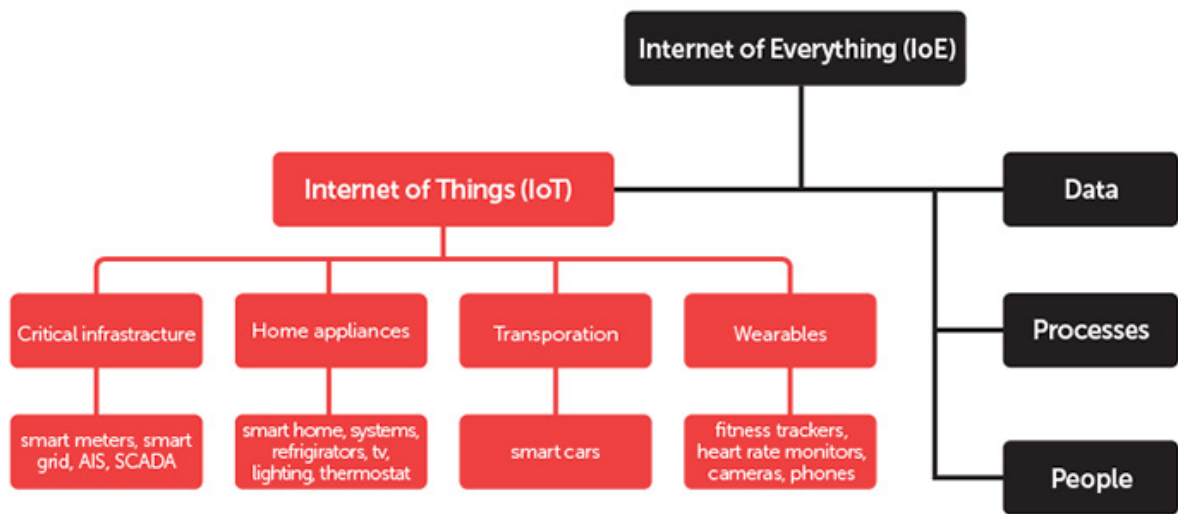 Internet of Everything (IoE)
Internet of Things (IoT)
Data
Critical infrastracture
Home appliances
Transporation
Wearables
Processes
smart meters, smart
grid, AIS, SCADA
smart home, systems,
refrigirators, tv,
lighting, thermostat
smart cars
fitness trackers,
heart rate monitors,
cameras, phones
People